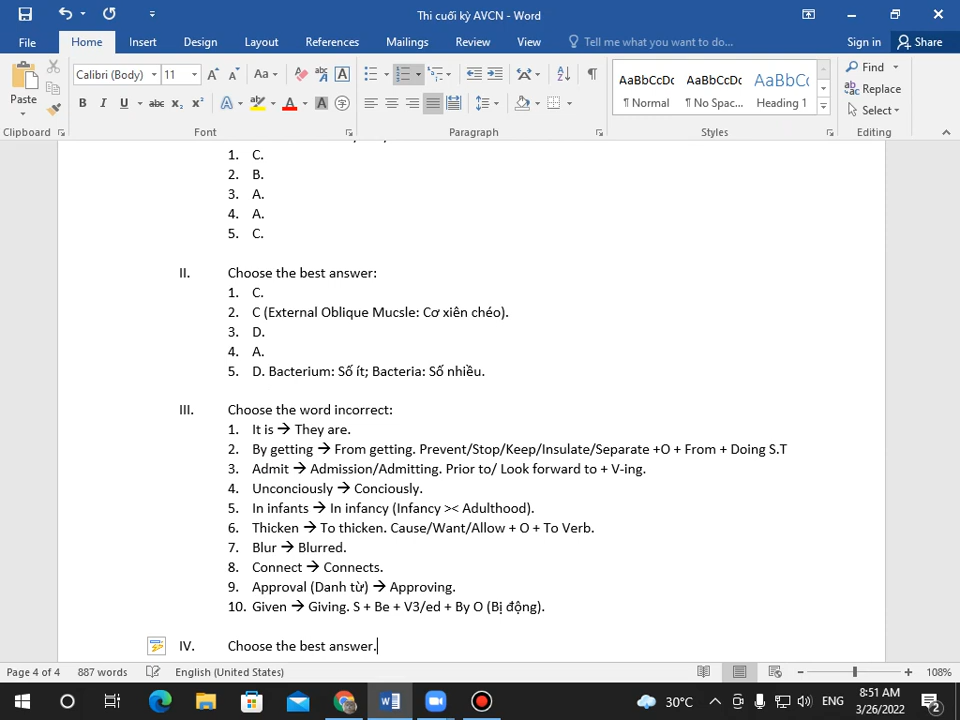 Thi cuối kỳ AVCN - Word
File Home Insert Design Layout References Mailings Review View Tell me what you want to do... Sign in Share
Calibri (Body) 11 Aa AaBbCcDc AaBbCcDc AaBbCc Find
Paste B I U abc x₂ x² A A ¶ Normal ¶ No Spac... Heading 1 Replace
Select
Clipboard Font Paragraph Styles Editing
1. C.
2. B.
3. A.
4. A.
5. C.
II. Choose the best answer:
1. C.
2. C (External Oblique Mucsle: Cơ xiên chéo).
3. D.
4. A.
5. D. Bacterium: Số ít; Bacteria: Số nhiều.
III. Choose the word incorrect:
1. It is → They are.
2. By getting → From getting. Prevent/Stop/Keep/Insulate/Separate +O + From + Doing S.T
3. Admit → Admission/Admitting. Prior to/ Look forward to + V-ing.
4. Unconciously → Conciously.
5. In infants → In infancy (Infancy >< Adulthood).
6. Thicken → To thicken. Cause/Want/Allow + O + To Verb.
7. Blur → Blurred.
8. Connect → Connects.
9. Approval (Danh từ) → Approving.
10. Given → Giving. S + Be + V3/ed + By O (Bị động).
IV. Choose the best answer.
Page 4 of 4 887 words English (United States) 108%
30°C ENG 8:51 AM
3/26/2022 2